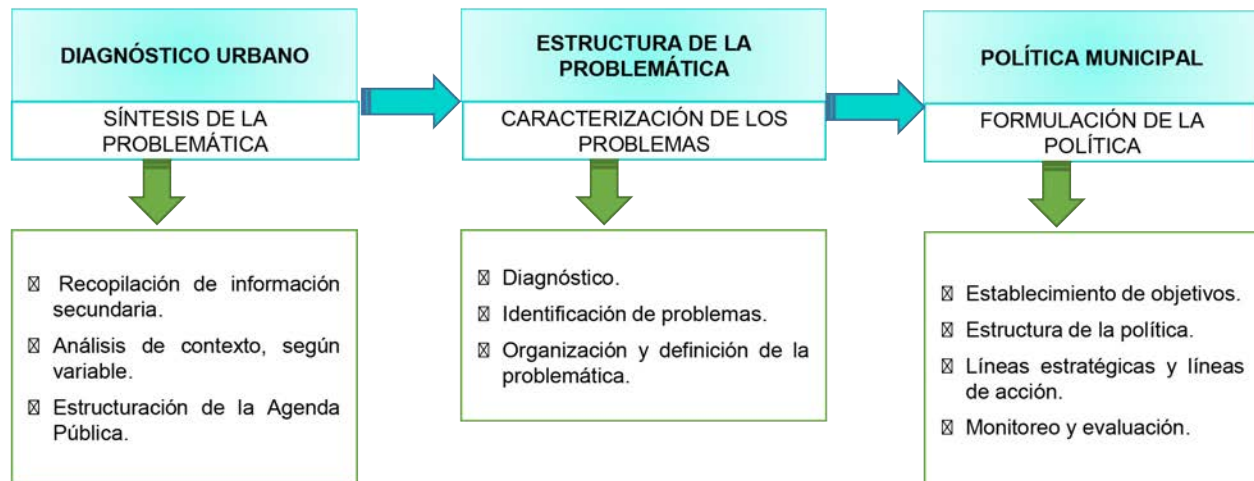 DIAGNÓSTICO URBANO
SÍNTESIS DE LA
PROBLEMÁTICA
Recopilación de información
secundaria.
Análisis de contexto, según
variable.
Estructuración de la Agenda
Pública.
ESTRUCTURA DE LA
PROBLEMÁTICA
CARACTERIZACIÓN DE LOS
PROBLEMAS
Diagnóstico.
Identificación de problemas.
Organización y definición de la
problemática.
POLÍTICA MUNICIPAL
FORMULACIÓN DE LA
POLÍTICA
Establecimiento de objetivos.
Estructura de la política.
Líneas estratégicas y líneas
de acción.
Monitoreo y evaluación.